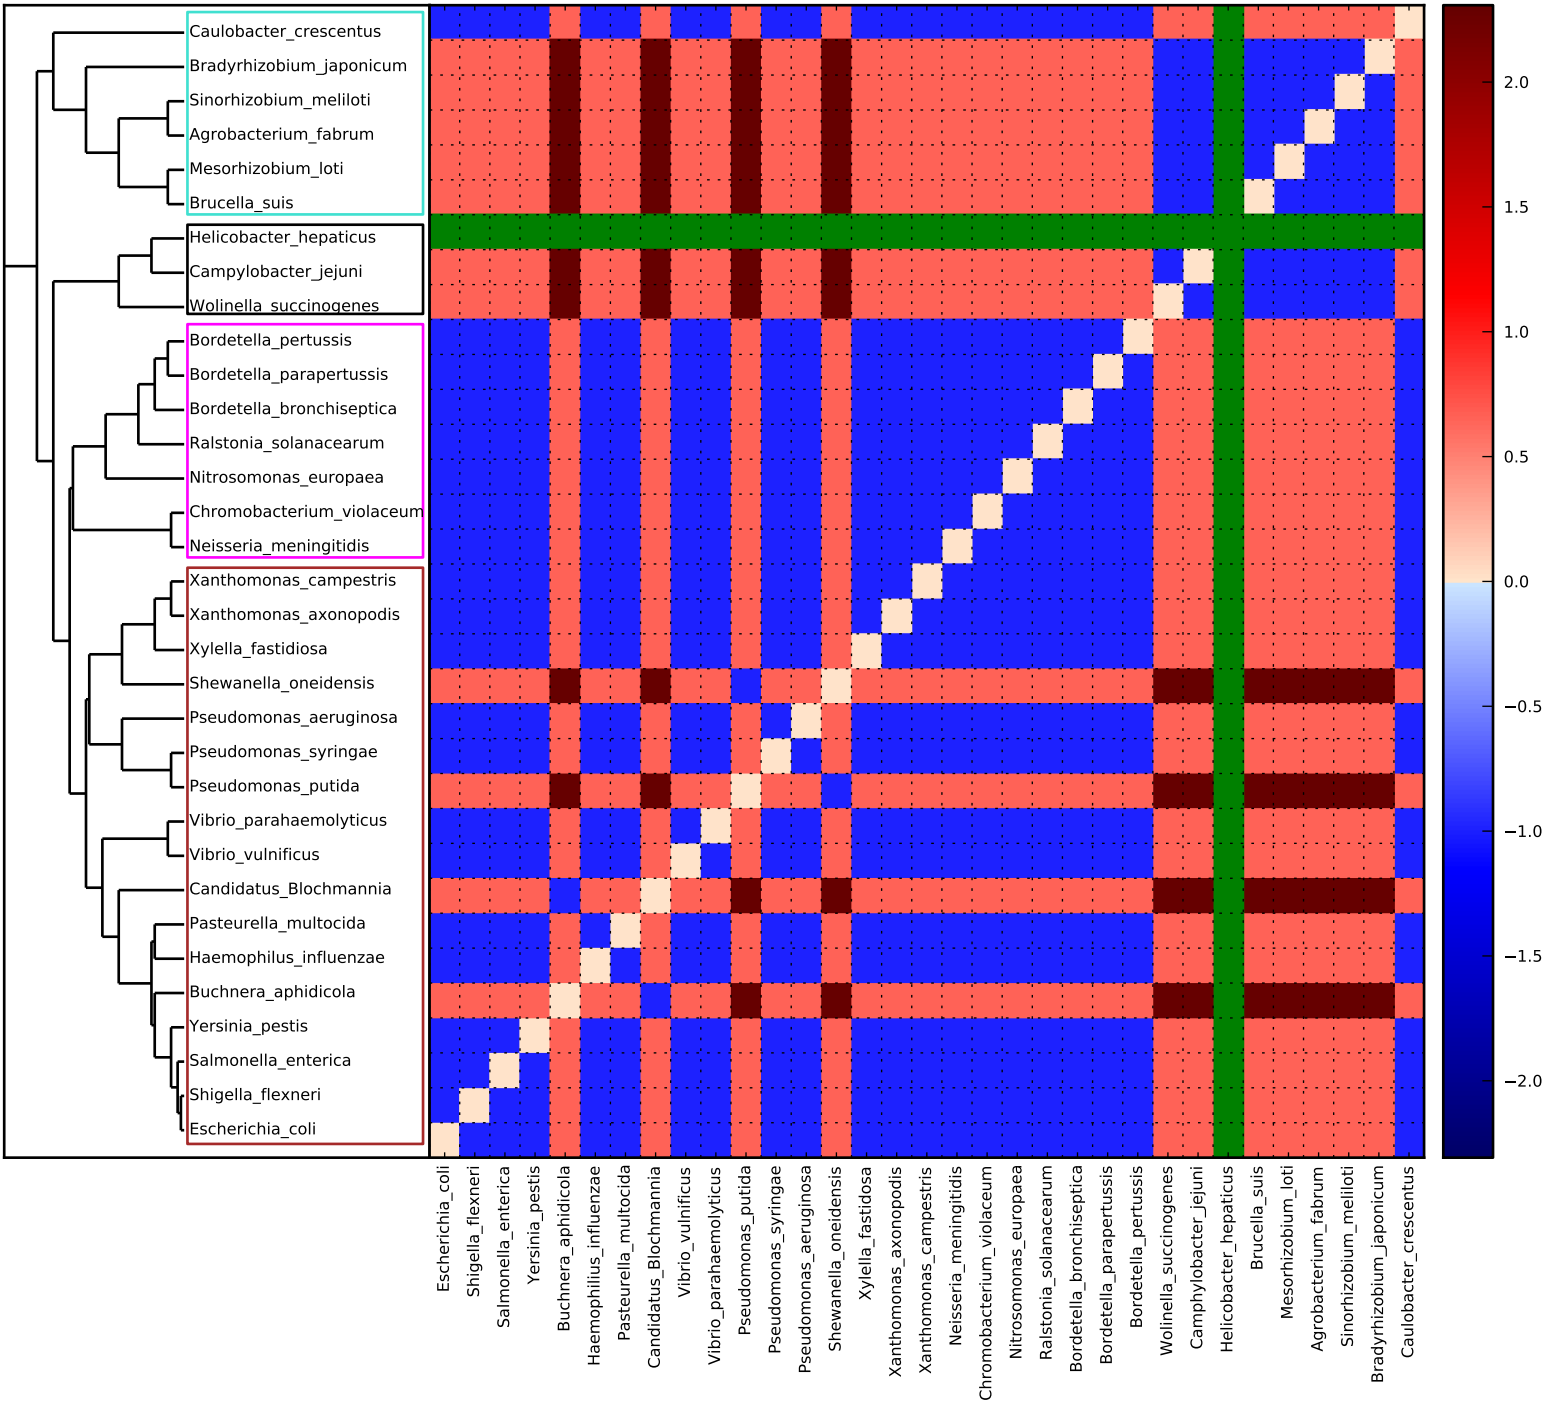 Caulobacter_crescentus
Bradyrhizobium_japonicum
Sinorhizobium_meliloti
Agrobacterium_fabrum
Mesorhizobium_loti
Brucella_suis
Helicobacter_hepaticus
Campylobacter_jejuni
Wolinella_succinogenes
Bordetella_pertussis
Bordetella_parapertussis
Bordetella_bronchiseptica
Ralstonia_solanacearum
Nitrosomonas_europaea
Chromobacterium_violaceum
Neisseria_meningitidis
Xanthomonas_campestris
Xanthomonas_axonopodis
Xylella_fastidiosa
Shewanella_oneidensis
Pseudomonas_aeruginosa
Pseudomonas_syringae
Pseudomonas_putida
Vibrio_parahaemolyticus
Vibrio_vulnificus
Candidatus_Blochmannia
Pasteurella_multocida
Haemophilus_influenzae
Buchnera_aphidicola
Yersinia_pestis
Salmonella_enterica
Shigella_flexneri
Escherichia_coli
2.0
1.5
1.0
0.5
0.0
−0.5
−1.0
−1.5
−2.0
Escherichia_coli
Shigella_flexneri
Salmonella_enterica
Yersinia_pestis
Buchnera_aphidicola
Haemophilius_influenzae
Pasteurella_multocida
Candidatus_Blochmannia
Vibrio_vulnificus
Vibrio_parahaemolyticus
Pseudomonas_putida
Pseudomonas_syringae
Pseudomonas_aeruginosa
Shewanella_oneidensis
Xylella_fastidosa
Xanthomonas_axonopodis
Xanthomonas_campestris
Neisseria_meningitidis
Chromobacterium_violaceum
Nitrosomonas_europaea
Ralstonia_solanacearum
Bordetella_bronchiseptica
Bordetella_parapertussis
Bordetella_pertussis
Wolinella_succinogenes
Camphylobacter_jejuni
Helicobacter_hepaticus
Brucella_suis
Mesorhizobium_loti
Agrobacterium_fabrum
Sinorhizobium_meliloti
Bradyrhizobium_japonicum
Caulobacter_crescentus